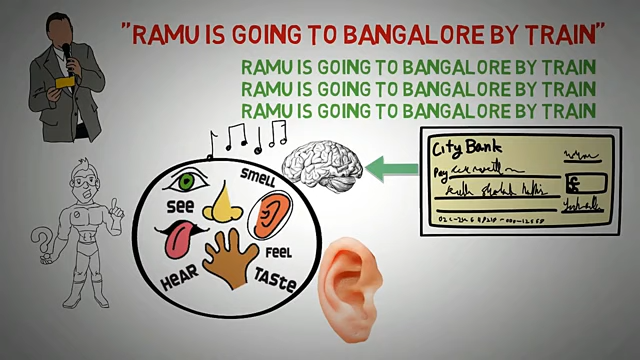 "RAMU IS GOING TO BANGALORE BY TRAIN"
RAMU IS GOING TO BANGALORE BY TRAIN
RAMU IS GOING TO BANGALORE BY TRAIN
RAMU IS GOING TO BANGALORE BY TRAIN
City Bank
Pay
SMELL
SEE
FEEL
HEAR
TASTE